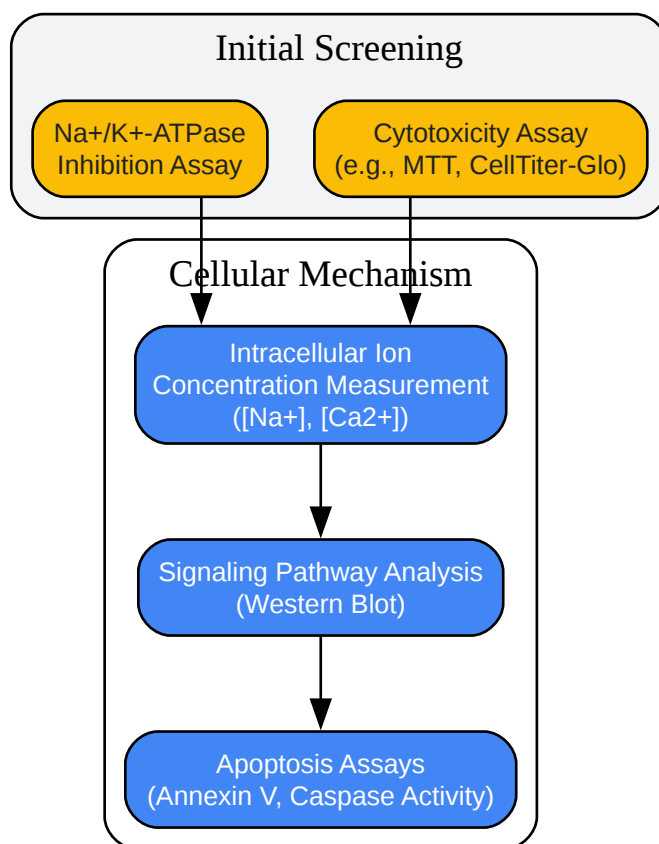 Initial Screening
Na+/K+-ATPase
Inhibition Assay
Cytotoxicity Assay
(e.g., MTT, CellTiter-Glo)
Cellular Mechanism
Intracellular Ion
Concentration Measurement
([Na+], [Ca2+])
Signaling Pathway Analysis
(Western Blot)
Apoptosis Assays
(Annexin V, Caspase Activity)